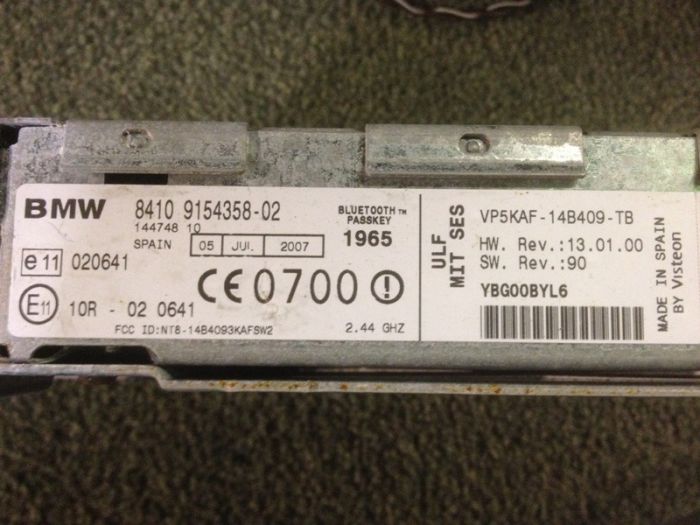 BMW 8410 9154358-02
144748 10
SPAIN 05 JUL. 2007
BLUETOOTH™
PASSKEY
1965
e11 020641
CE0700
E11 10R - 02 0641
FCC ID:NT8-14B4093KAFSW2 2.44 GHZ
ULF
MIT SES
VP5KAF-14B409-TB
HW. Rev.:13.01.00
SW. Rev.:90
YBG00BYL6
MADE IN SPAIN
BY Visteon